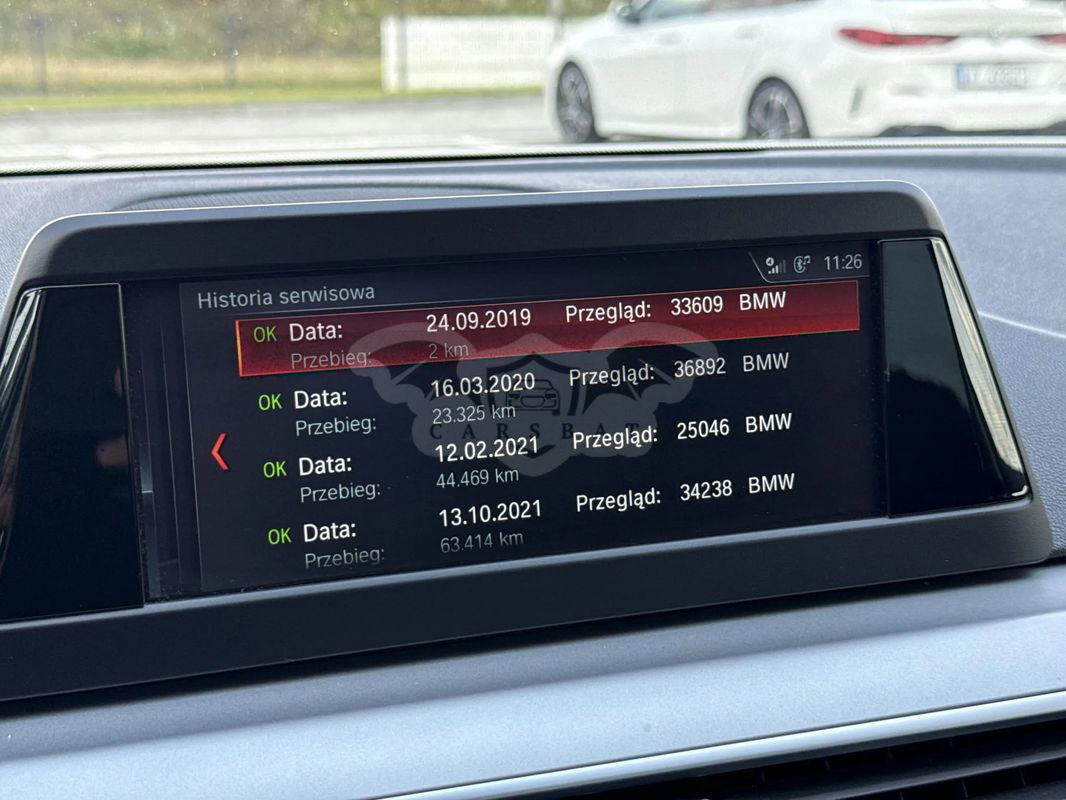 11:26
Historia serwisowa
OK Data: 24.09.2019 Przegląd: 33609 BMW
Przebieg: 2 km
OK Data: 16.03.2020 Przegląd: 36892 BMW
Przebieg: 23.325 km
CARSBAT
OK Data: 12.02.2021 Przegląd: 25046 BMW
Przebieg: 44.469 km
OK Data: 13.10.2021 Przegląd: 34238 BMW
Przebieg: 63.414 km